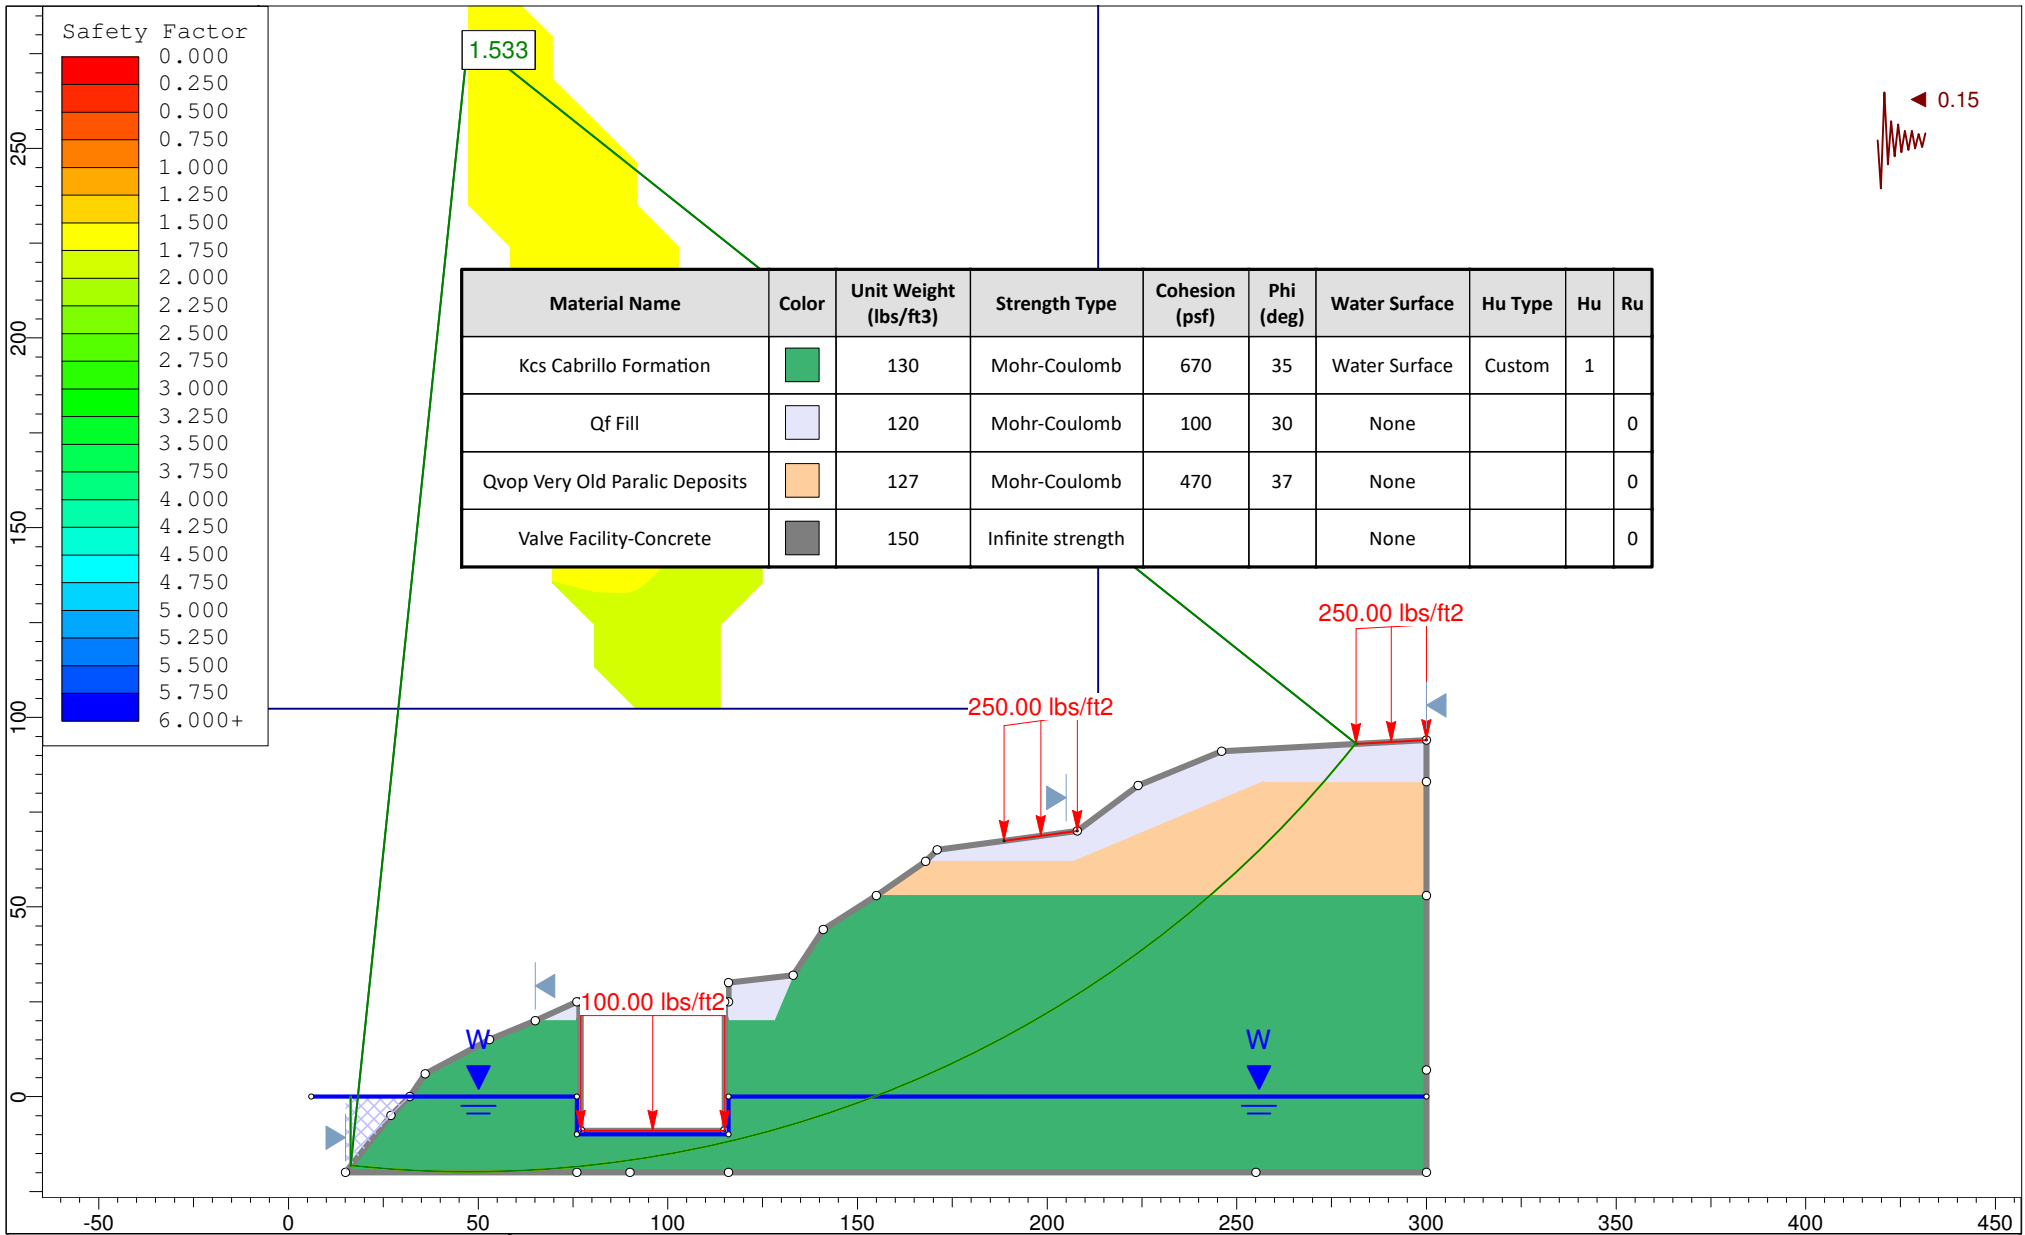 Safety Factor
0.000
0.250
0.500
0.750
1.000
1.250
1.500
1.750
2.000
2.250
2.500
2.750
3.000
3.250
3.500
3.750
4.000
4.250
4.500
4.750
5.000
5.250
5.500
5.750
6.000+
1.533
0.15
Material Name Color Unit Weight (lbs/ft3) Strength Type Cohesion (psf) Phi (deg) Water Surface Hu Type Hu Ru
Kcs Cabrillo Formation 130 Mohr-Coulomb 670 35 Water Surface Custom 1
Qf Fill 120 Mohr-Coulomb 100 30 None 0
Qvop Very Old Paralic Deposits 127 Mohr-Coulomb 470 37 None 0
Valve Facility-Concrete 150 Infinite strength None 0
250.00 lbs/ft2
250.00 lbs/ft2
100.00 lbs/ft2
W
W
250
200
150
100
50
0
-50 0 50 100 150 200 250 300 350 400 450